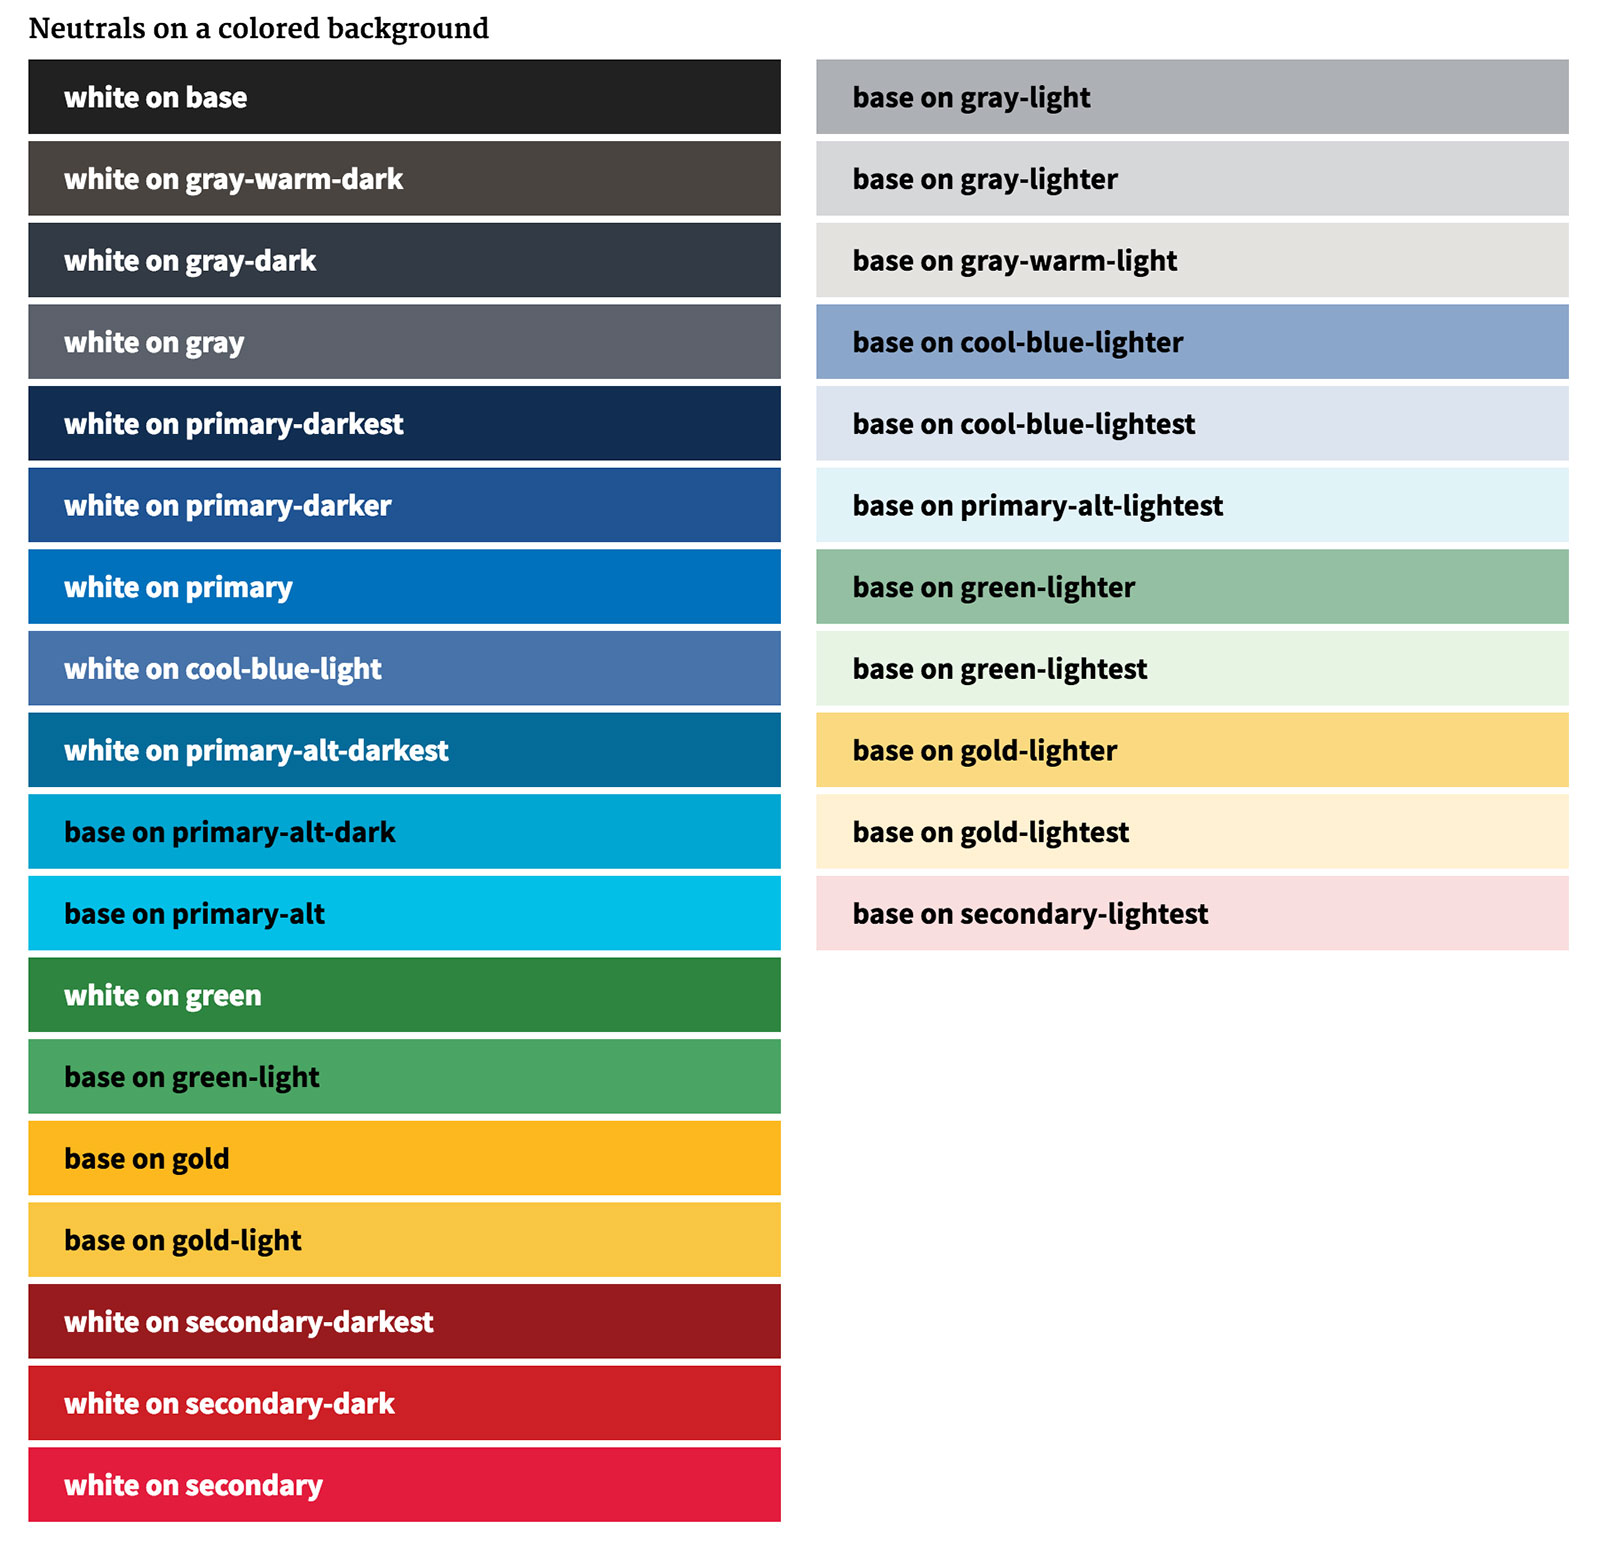 Neutrals on a colored background
white on base
white on gray-warm-dark
white on gray-dark
white on gray
white on primary-darkest
white on primary-darker
white on primary
white on cool-blue-light
white on primary-alt-darkest
base on primary-alt-dark
base on primary-alt
white on green
base on green-light
base on gold
base on gold-light
white on secondary-darkest
white on secondary-dark
white on secondary
base on gray-light
base on gray-lighter
base on gray-warm-light
base on cool-blue-lighter
base on cool-blue-lightest
base on primary-alt-lightest
base on green-lighter
base on green-lightest
base on gold-lighter
base on gold-lightest
base on secondary-lightest